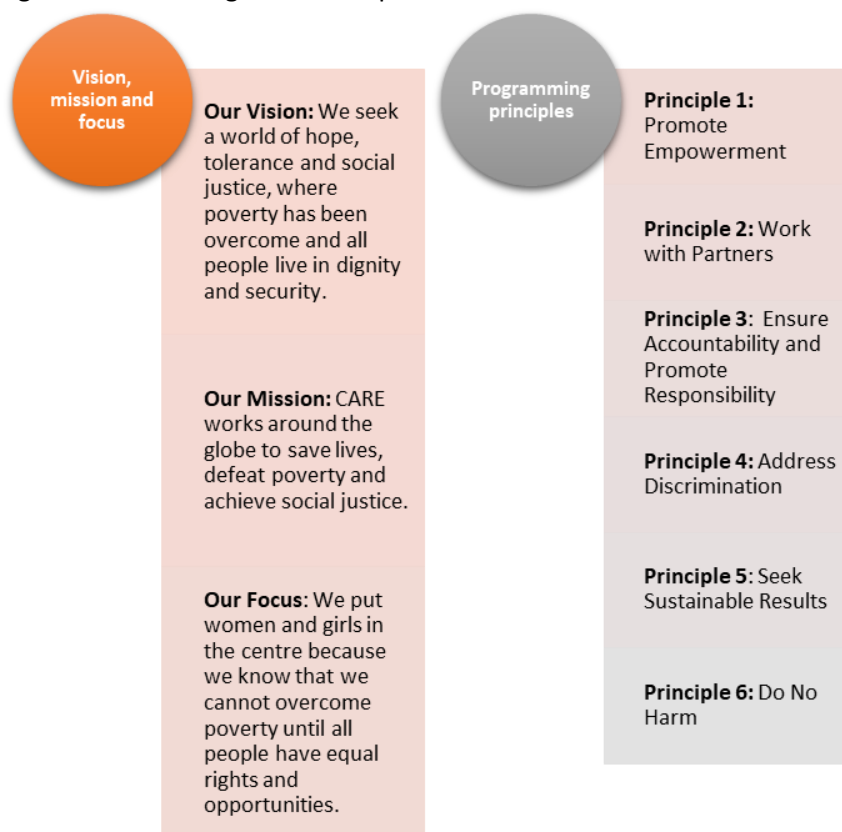 Vision,
mission and
focus
Our Vision: We seek
a world of hope,
tolerance and social
justice, where
poverty has been
overcome and all
people live in dignity
and security.
Our Mission: CARE
works around the
globe to save lives,
defeat poverty and
achieve social justice.
Our Focus: We put
women and girls in
the centre because
we know that we
cannot overcome
poverty until all
people have equal
rights and
opportunities.
Programming
principles
Principle 1:
Promote
Empowerment
Principle 2: Work
with Partners
Principle 3:  Ensure
Accountability and
Promote
Responsibility
Principle 4: Address
Discrimination
Principle 5: Seek
Sustainable Results
Principle 6: Do No
Harm